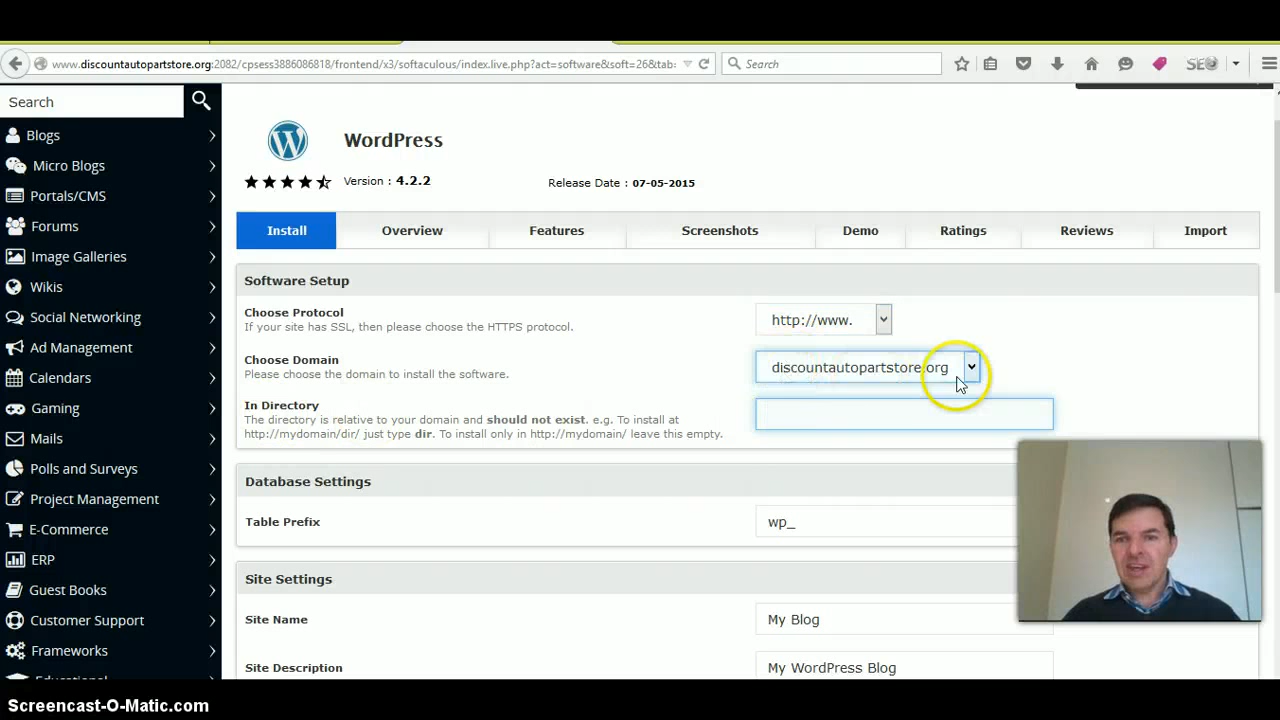 www.discountautopartstore.org:2082/cpsess3886086818/frontend/x3/softaculous/index.live.php?act=software&soft=26&tab=
Search
SEO
Search
Blogs
Micro Blogs
Portals/CMS
Forums
Image Galleries
Wikis
Social Networking
Ad Management
Calendars
Gaming
Mails
Polls and Surveys
Project Management
E-Commerce
ERP
Guest Books
Customer Support
Frameworks
Educational
WordPress
Version : 4.2.2
Release Date : 07-05-2015
Install Overview Features Screenshots Demo Ratings Reviews Import
Software Setup
Choose Protocol
If your site has SSL, then please choose the HTTPS protocol.
http://www.
Choose Domain
Please choose the domain to install the software.
discountautopartstore.org
In Directory
The directory is relative to your domain and should not exist. e.g. To install at
http://mydomain/dir/ just type dir. To install only in http://mydomain/ leave this empty.
Database Settings
Table Prefix
wp_
Site Settings
Site Name
My Blog
Site Description
My WordPress Blog
Screencast-O-Matic.com